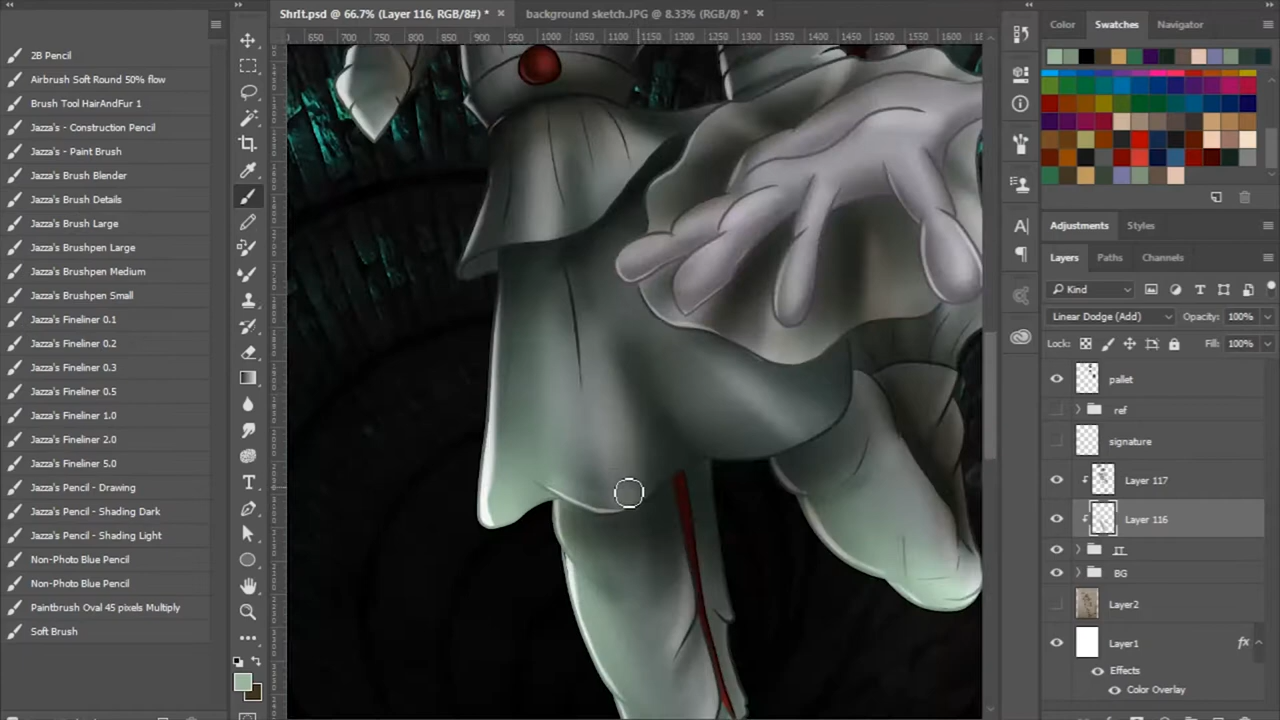 ShrIt.psd @ 66.7% (Layer 116, RGB/8#) * ×
background sketch.JPG @ 8.33% (RGB/8) * ×
Color Swatches Navigator
650 700 750 800 850 900 950 1000 1050 1100 1150 1200 1250 1300 1350 1400 1450 1500 1550 1600
2B Pencil
Airbrush Soft Round 50% flow
Brush Tool HairAndFur 1
Jazza's - Construction Pencil
Jazza's - Paint Brush
Jazza's Brush Blender
Jazza's Brush Details
Jazza's Brush Large
Jazza's Brushpen Large
Jazza's Brushpen Medium
Jazza's Brushpen Small
Jazza's Fineliner 0.1
Jazza's Fineliner 0.2
Jazza's Fineliner 0.3
Jazza's Fineliner 0.5
Jazza's Fineliner 1.0
Jazza's Fineliner 2.0
Jazza's Fineliner 5.0
Jazza's Pencil - Drawing
Jazza's Pencil - Shading Dark
Jazza's Pencil - Shading Light
Non-Photo Blue Pencil
Non-Photo Blue Pencil
Paintbrush Oval 45 pixels Multiply
Soft Brush
Adjustments Styles
Layers Paths Channels
Kind
Linear Dodge (Add) Opacity: 100%
Lock: Fill: 100%
pallet
ref
signature
Layer 117
Layer 116
IT
BG
Layer2
Layer1 fx
Effects
Color Overlay